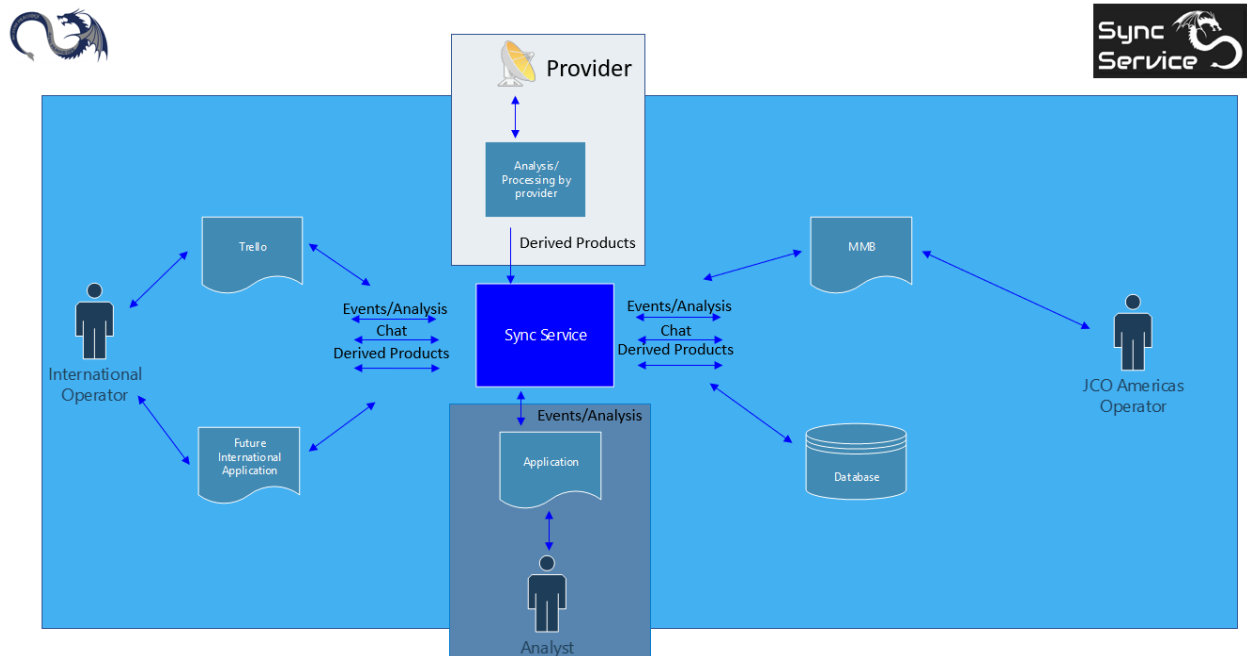 Sync
Service
Provider
Analysis/
Processing by
provider
Derived Products
Trello
MMB
Events/Analysis
Chat
Derived Products
Sync Service
Events/Analysis
Chat
Derived Products
International
Operator
JCO Americas
Operator
Events/Analysis
Future
International
Application
Application
Database
Analyst